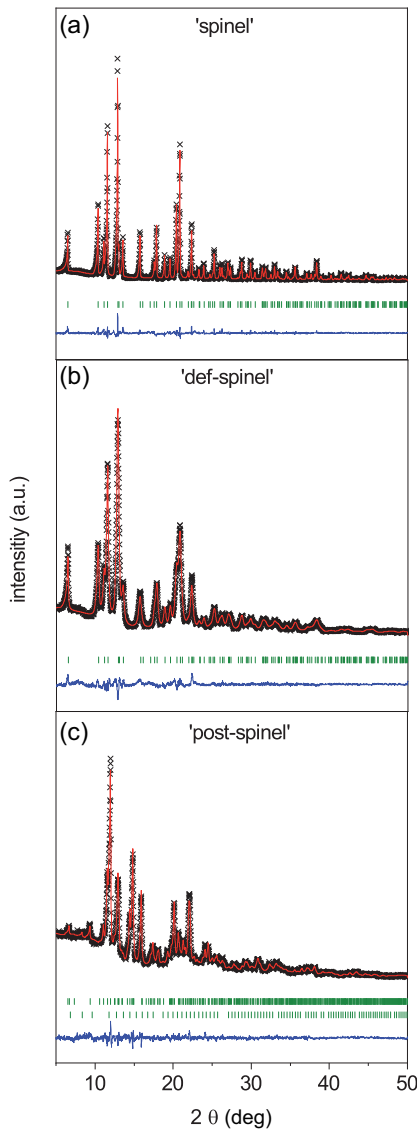 (a)
'spinel'
(b)
'def-spinel'
(c)
'post-spinel'
intensitiy (a.u.)
10 20 30 40 50
2 θ (deg)